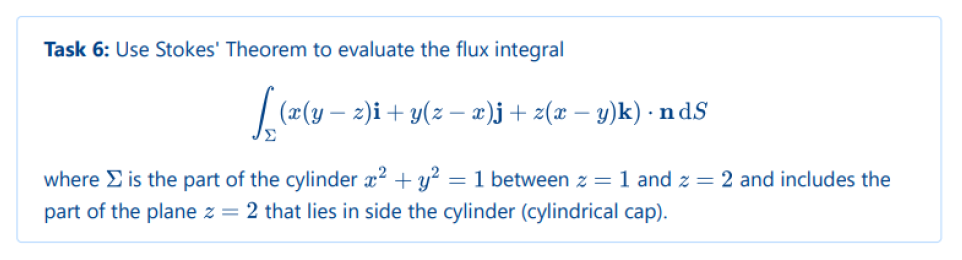 Task 6: Use Stokes' Theorem to evaluate the flux integral
∫_Σ (x(y − z)i + y(z − x)j + z(x − y)k) · n dS
where Σ is the part of the cylinder x² + y² = 1 between z = 1 and z = 2 and includes the
part of the plane z = 2 that lies in side the cylinder (cylindrical cap).